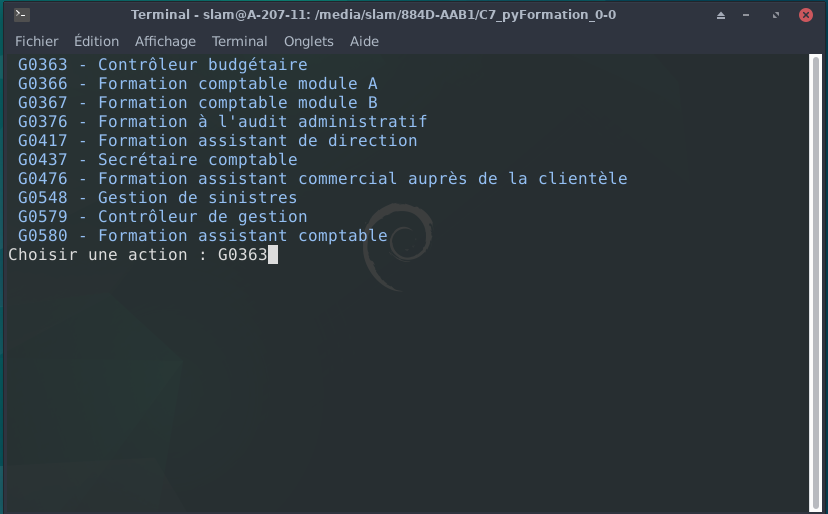 Terminal - slam@A-207-11: /media/slam/884D-AAB1/C7_pyFormation_0-0
Fichier Édition Affichage Terminal Onglets Aide
G0363 - Contrôleur budgétaire
G0366 - Formation comptable module A
G0367 - Formation comptable module B
G0376 - Formation à l'audit administratif
G0417 - Formation assistant de direction
G0437 - Secrétaire comptable
G0476 - Formation assistant commercial auprès de la clientèle
G0548 - Gestion de sinistres
G0579 - Contrôleur de gestion
G0580 - Formation assistant comptable
Choisir une action : G0363